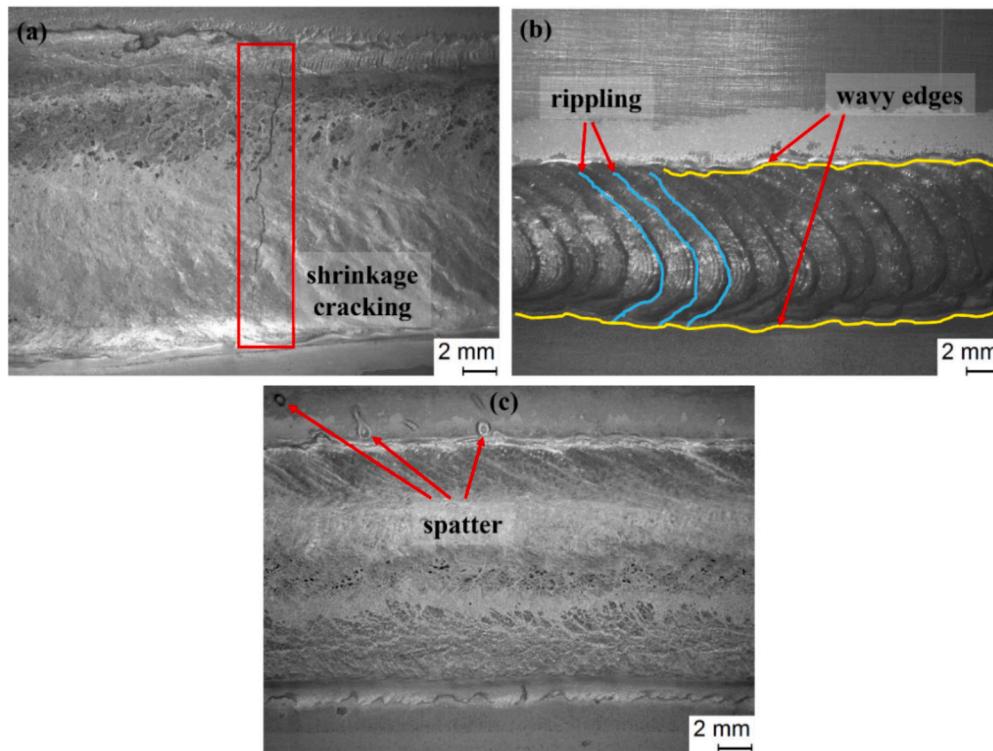 (a)
shrinkage
cracking
2 mm
(b)
rippling
wavy edges
2 mm
(c)
spatter
2 mm